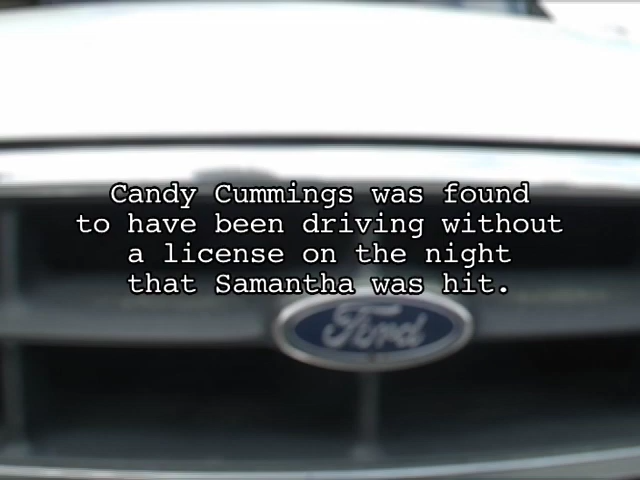 Candy Cummings was found
to have been driving without
a license on the night
that Samantha was hit.
Ford